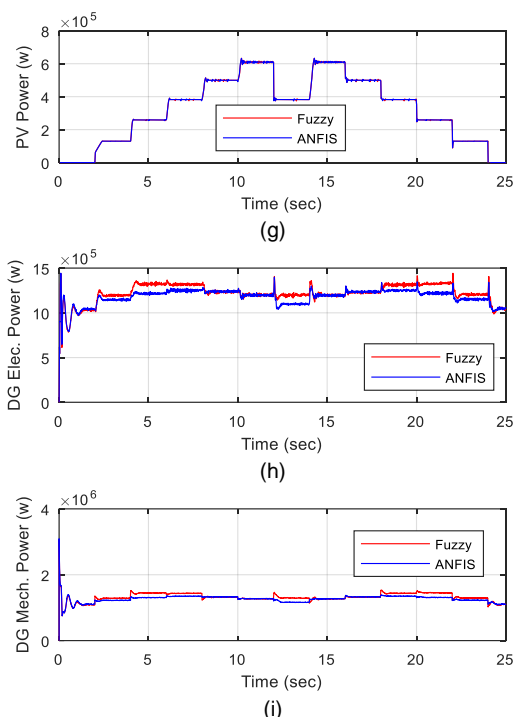 ×10^5
8
6
4
2
0
PV Power (w)
Fuzzy
ANFIS
0 5 10 15 20 25
Time (sec)
(g)
×10^5
15
10
5
0
DG Elec. Power (w)
Fuzzy
ANFIS
0 5 10 15 20 25
Time (sec)
(h)
×10^6
4
2
0
DG Mech. Power (w)
Fuzzy
ANFIS
0 5 10 15 20 25
Time (sec)
(i)